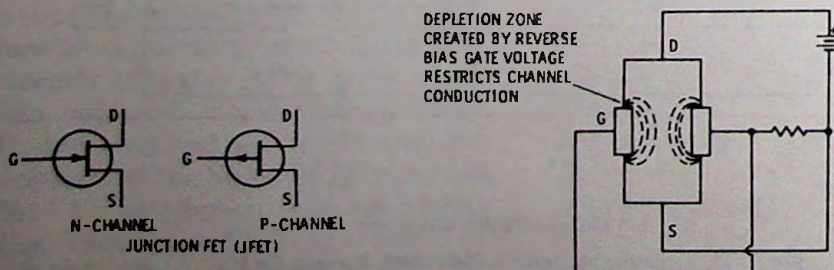 D
G
S
N-CHANNEL
D
G
S
P-CHANNEL
JUNCTION FET (JFET)
DEPLETION ZONE
CREATED BY REVERSE
BIAS GATE VOLTAGE
RESTRICTS CHANNEL
CONDUCTION
D
G
S